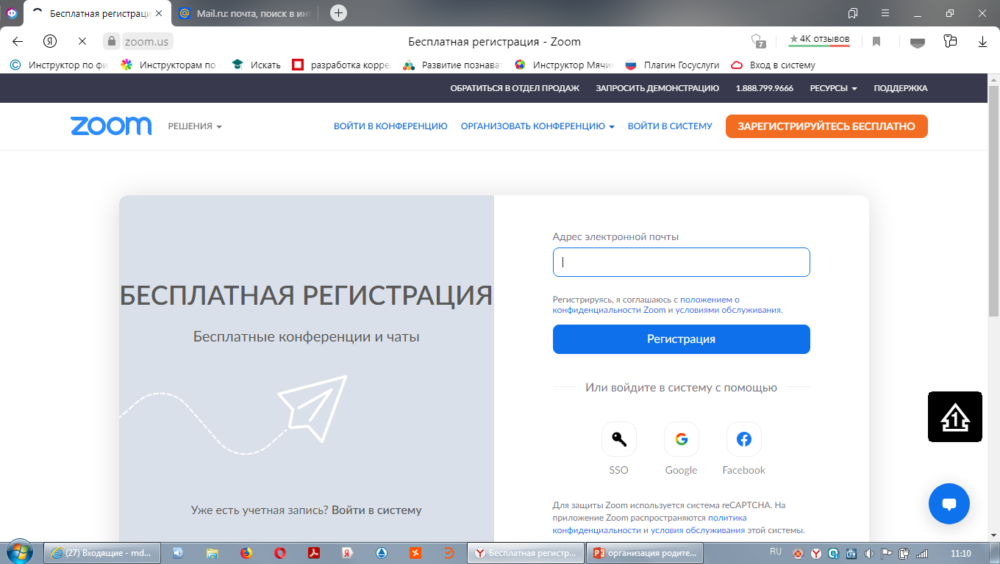 Бесплатная регистраци
Mail.ru: почта, поиск в инт
zoom.us
Бесплатная регистрация - Zoom
7
4К отзывов
Инструктор по фи
Инструкторам по
Искать
разработка корре
Развитие познава
Инструктор Мячи
Плагин Госуслуги
Вход в систему
ОБРАТИТЬСЯ В ОТДЕЛ ПРОДАЖ
ЗАПРОСИТЬ ДЕМОНСТРАЦИЮ
1.888.799.9666
РЕСУРСЫ
ПОДДЕРЖКА
zoom
РЕШЕНИЯ
ВОЙТИ В КОНФЕРЕНЦИЮ
ОРГАНИЗОВАТЬ КОНФЕРЕНЦИЮ
ВОЙТИ В СИСТЕМУ
ЗАРЕГИСТРИРУЙТЕСЬ БЕСПЛАТНО
БЕСПЛАТНАЯ РЕГИСТРАЦИЯ
Бесплатные конференции и чаты
Уже есть учетная запись? Войти в систему
Адрес электронной почты
Регистрируясь, я соглашаюсь с положением о
конфиденциальности Zoom и условиями обслуживания.
Регистрация
Или войдите в систему с помощью
SSO
Google
Facebook
Для защиты Zoom используется система reCAPTCHA. На
приложение Zoom распространяются политика
конфиденциальности и условия обслуживания этой системы.
1
(27) Входящие - md...
Бесплатная регистр...
организация родите...
RU
11:10